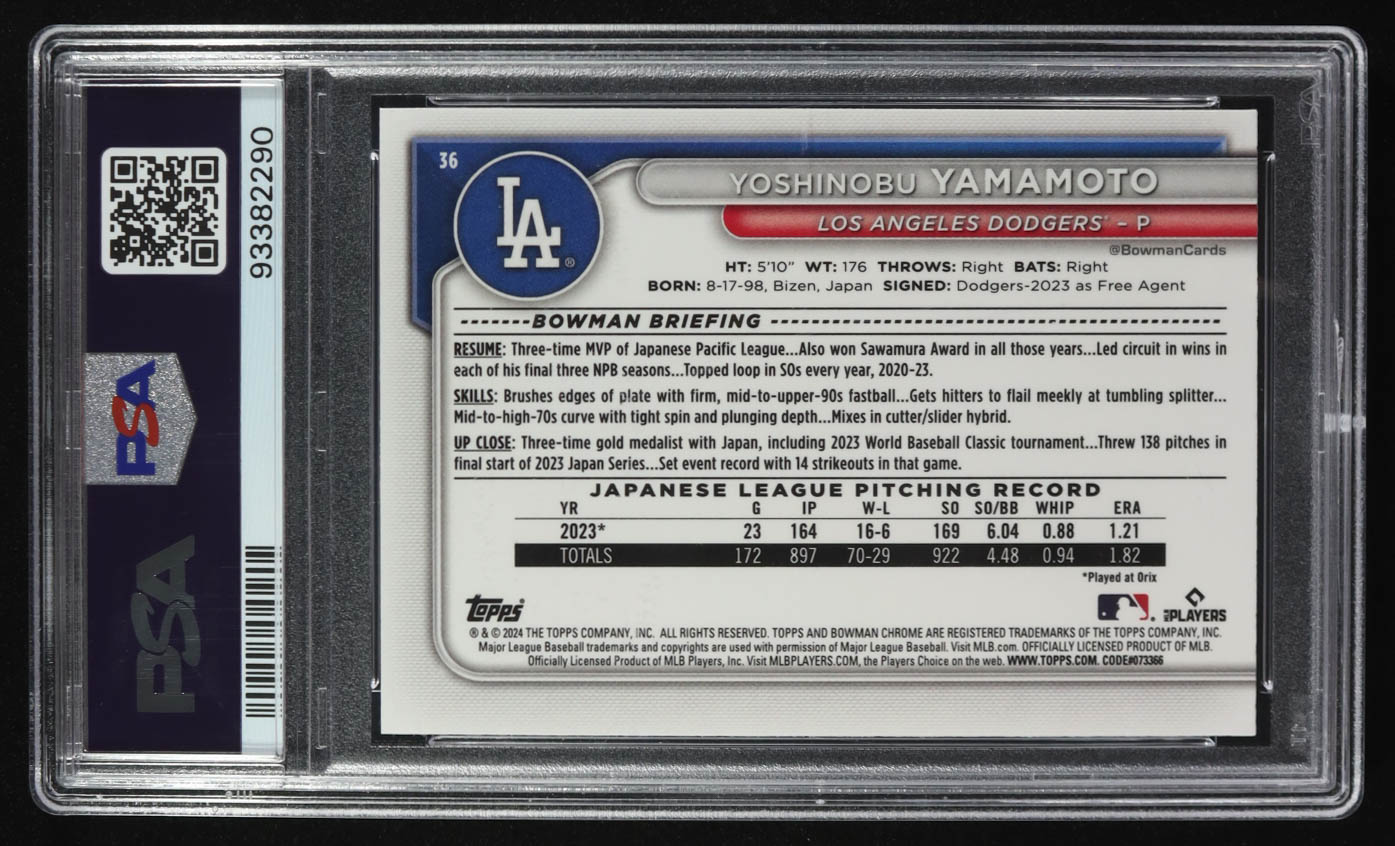 93382290
PSA
PSA
PSA
36
LA ®
YOSHINOBU YAMAMOTO
LOS ANGELES DODGERS® – P
@BowmanCards
HT: 5'10" WT: 176 THROWS: Right BATS: Right
BORN: 8-17-98, Bizen, Japan SIGNED: Dodgers-2023 as Free Agent
BOWMAN BRIEFING
RESUME: Three-time MVP of Japanese Pacific League...Also won Sawamura Award in all those years...Led circuit in wins in
each of his final three NPB seasons...Topped loop in SOs every year, 2020-23.
SKILLS: Brushes edges of plate with firm, mid-to-upper-90s fastball...Gets hitters to flail meekly at tumbling splitter...
Mid-to-high-70s curve with tight spin and plunging depth...Mixes in cutter/slider hybrid.
UP CLOSE: Three-time gold medalist with Japan, including 2023 World Baseball Classic tournament...Threw 138 pitches in
final start of 2023 Japan Series...Set event record with 14 strikeouts in that game.
JAPANESE LEAGUE PITCHING RECORD
YR G IP W-L SO SO/BB WHIP ERA
2023* 23 164 16-6 169 6.04 0.88 1.21
TOTALS 172 897 70-29 922 4.48 0.94 1.82
*Played at Orix
Topps
PLAYERS
® & © 2024 THE TOPPS COMPANY, INC. ALL RIGHTS RESERVED. TOPPS AND BOWMAN CHROME ARE REGISTERED TRADEMARKS OF THE TOPPS COMPANY, INC.
Major League Baseball trademarks and copyrights are used with permission of Major League Baseball. Visit MLB.com. OFFICIALLY LICENSED PRODUCT OF MLB.
Officially Licensed Product of MLB Players, Inc. Visit MLBPLAYERS.COM, the Players Choice on the web. WWW.TOPPS.COM. CODE#073366